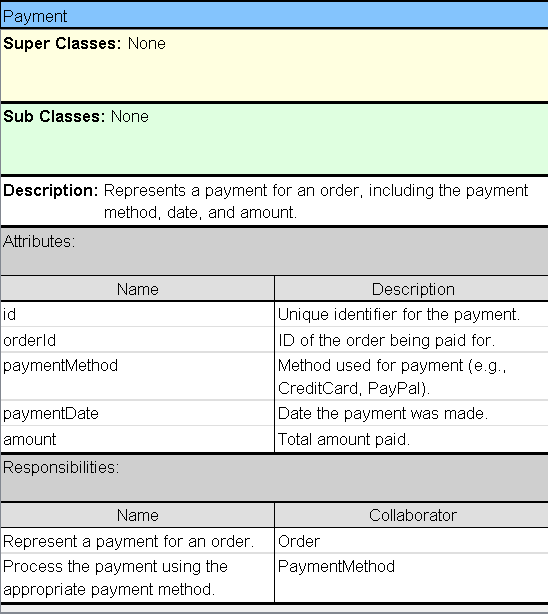 Payment
Super Classes: None
Sub Classes: None
Description: Represents a payment for an order, including the payment
method, date, and amount.
Attributes:
Name Description
id Unique identifier for the payment.
orderId ID of the order being paid for.
paymentMethod Method used for payment (e.g.,
CreditCard, PayPal).
paymentDate Date the payment was made.
amount Total amount paid.
Responsibilities:
Name Collaborator
Represent a payment for an order. Order
Process the payment using the PaymentMethod
appropriate payment method.